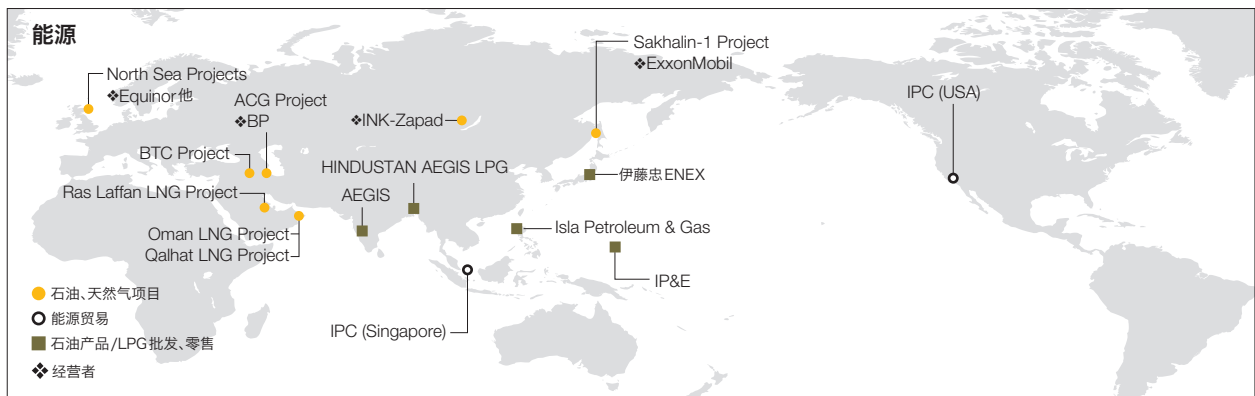 能源
North Sea Projects
❖Equinor他
ACG Project
❖BP
❖INK-Zapad
Sakhalin-1 Project
❖ExxonMobil
IPC (USA)
BTC Project
HINDUSTAN AEGIS LPG
伊藤忠ENEX
Ras Laffan LNG Project
AEGIS
Oman LNG Project
Qalhat LNG Project
Isla Petroleum & Gas
IP&E
IPC (Singapore)
石油、天然气项目
能源贸易
石油产品/LPG批发、零售
❖ 经营者